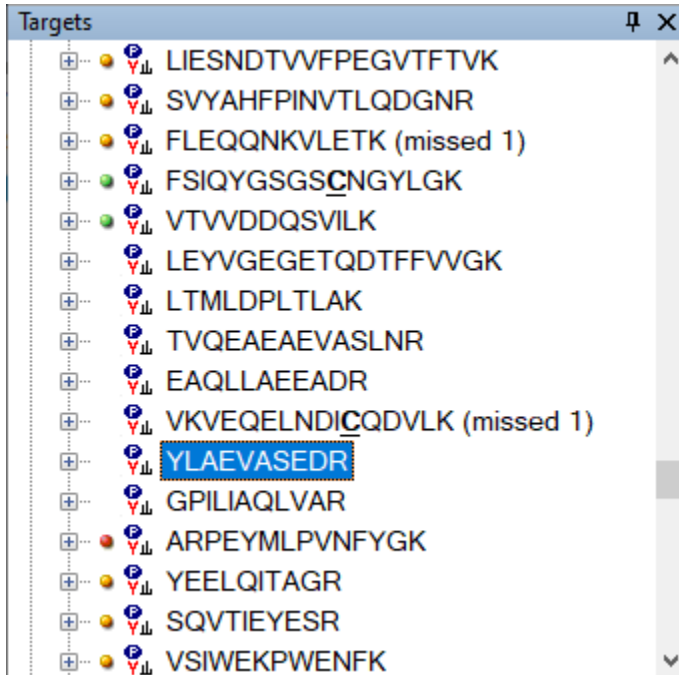 Targets
LIESNDTVVFPEGVTFTVK
SVYAHFPINVTLQDGNR
FLEQQNKVLETK (missed 1)
FSIQYGSGSCNGYLGK
VTVVDDQSVILK
LEYVGEGETQDTFFVVGK
LTMLDPLTLAK
TVQEAEAEVASLNR
EAQLLAEEADR
VKVEQELNDICQDVLK (missed 1)
YLAEVASEDR
GPILIAQLVAR
ARPEYMLPVNFYGK
YEELQITAGR
SQVTIEYESR
VSIWEKPWENFK